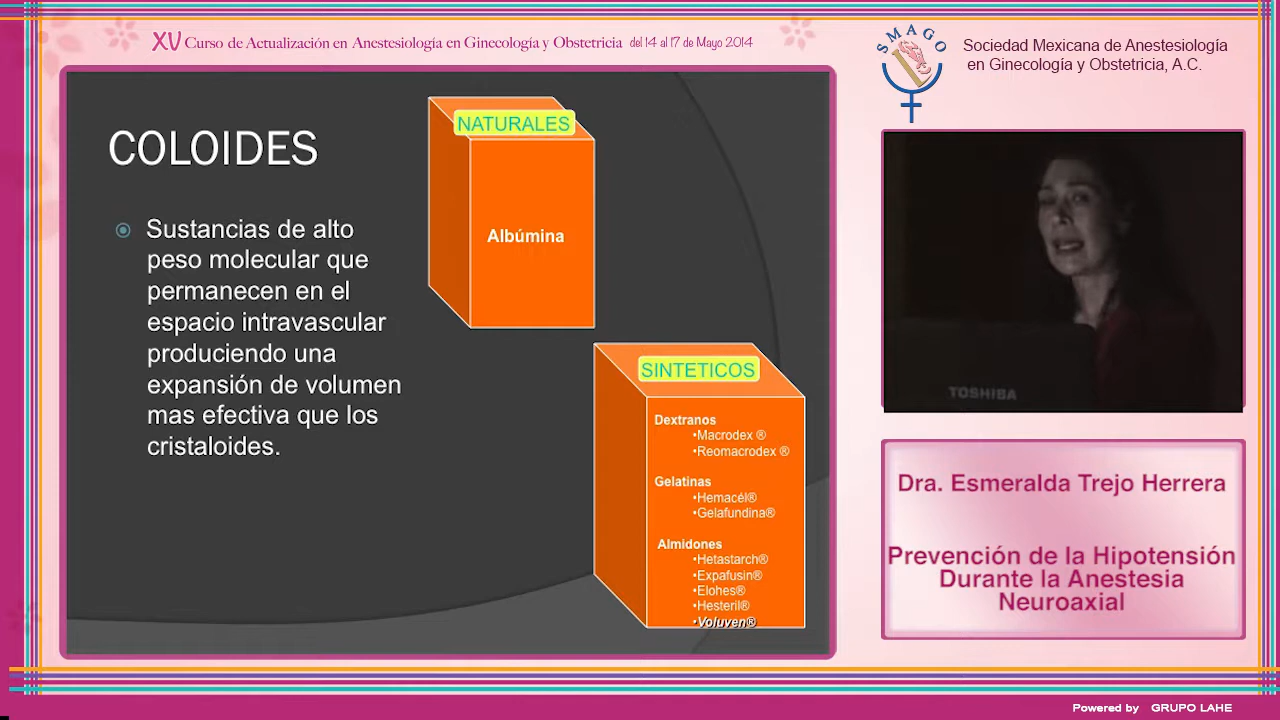 XV Curso de Actualización en Anestesiología en Ginecología y Obstetricia del 14 al 17 de Mayo 2014
SMAGO
Sociedad Mexicana de Anestesiología
en Ginecología y Obstetricia, A.C.
COLOIDES
Sustancias de alto
peso molecular que
permanecen en el
espacio intravascular
produciendo una
expansión de volumen
mas efectiva que los
cristaloides.
NATURALES
Albúmina
SINTETICOS
Dextranos
•Macrodex ®
•Reomacrodex ®
Gelatinas
•Hemacél®
•Gelafundina®
Almidones
•Hetastarch®
•Expafusin®
•Elohes®
•Hesteril®
•Voluven®
TOSHIBA
Dra. Esmeralda Trejo Herrera
Prevención de la Hipotensión
Durante la Anestesia
Neuroaxial
Powered by GRUPO LAHE